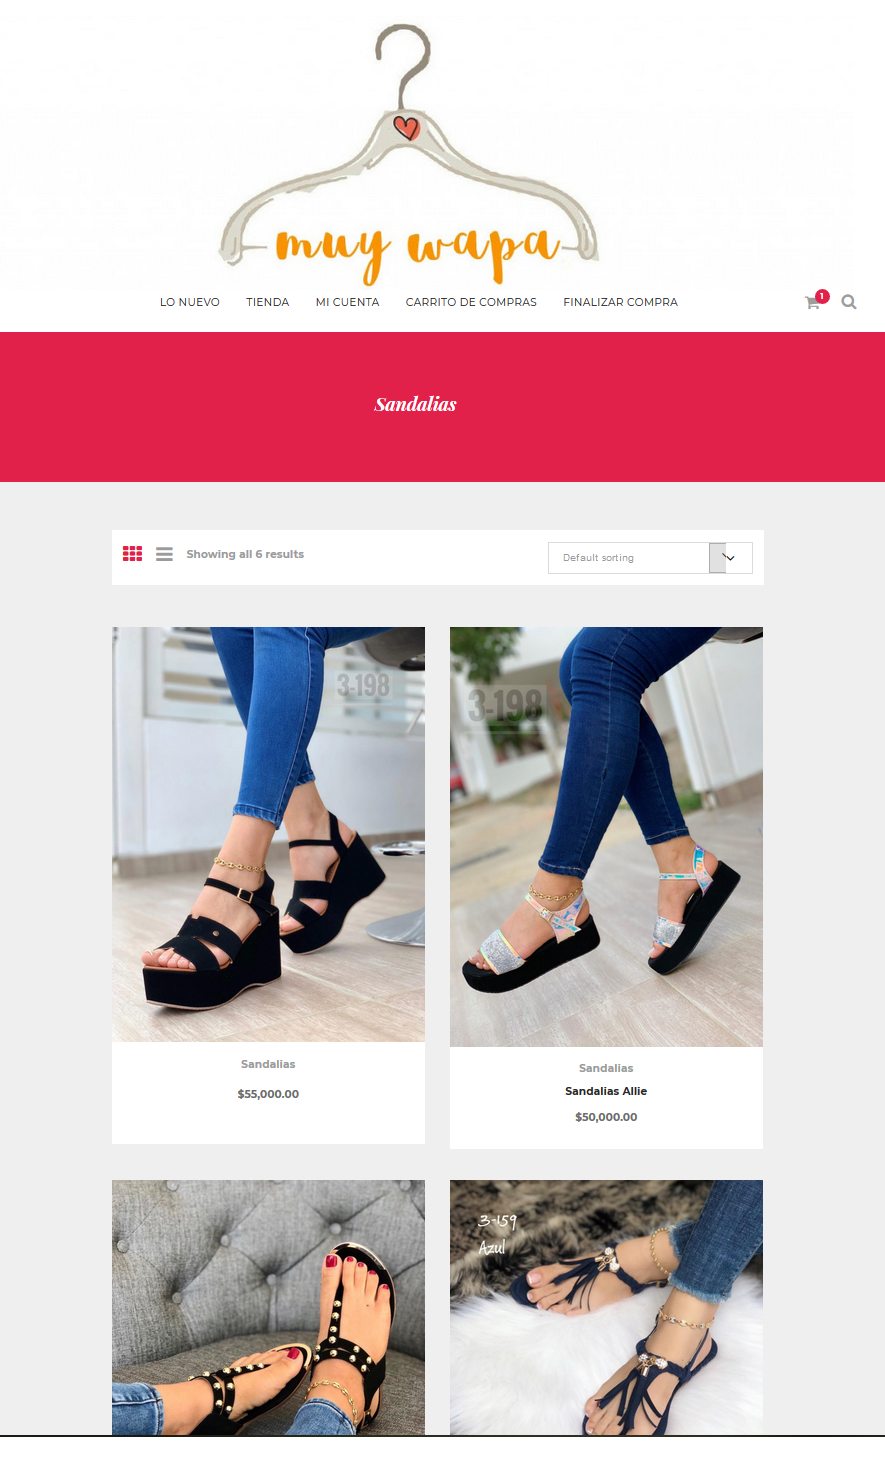 muy wapa
LO NUEVO TIENDA MI CUENTA CARRITO DE COMPRAS FINALIZAR COMPRA 1
Sandalias
Showing all 6 results Default sorting
3-198
3-198
Sandalias
$55,000.00
Sandalias
Sandalias Allie
$50,000.00
3-159
Azul